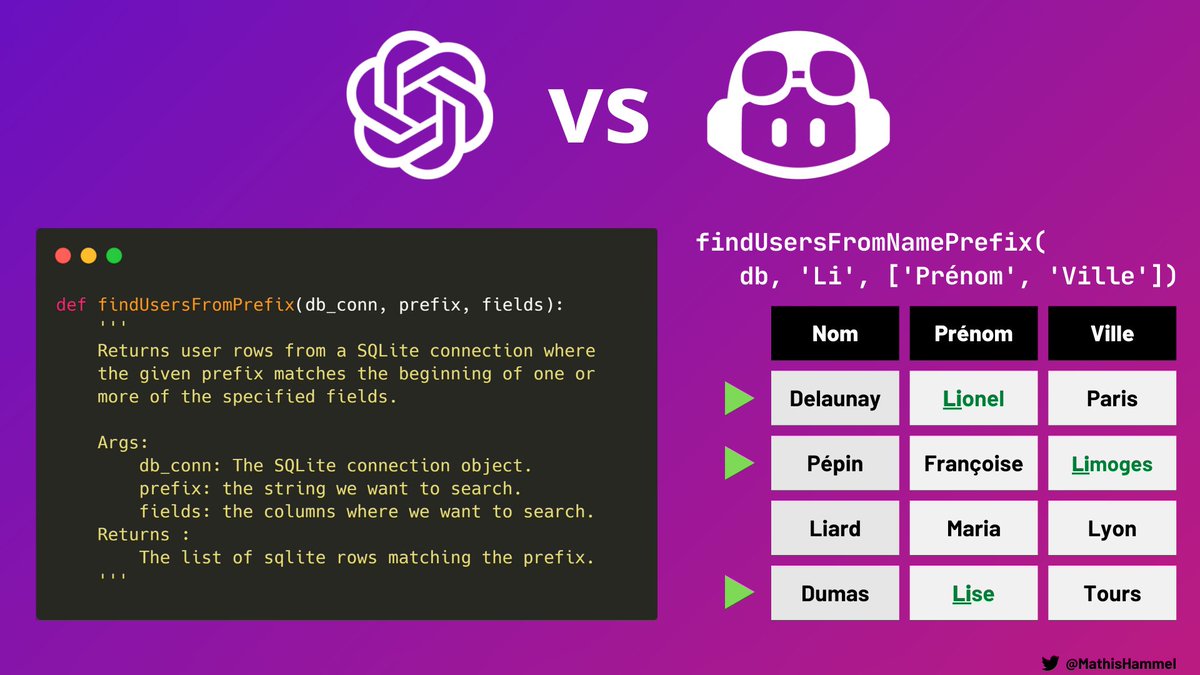 vs
def findUsersFromPrefix(db_conn, prefix, fields):
'''
Returns user rows from a SQLite connection where
the given prefix matches the beginning of one or
more of the specified fields.
Args:
db_conn: The SQLite connection object.
prefix: the string we want to search.
fields: the columns where we want to search.
Returns :
The list of sqlite rows matching the prefix.
'''
findUsersFromNamePrefix(
db, 'Li', ['Prénom', 'Ville'])
Nom Prénom Ville
Delaunay Lionel Paris
Pépin Françoise Limoges
Liard Maria Lyon
Dumas Lise Tours
@MathisHammel